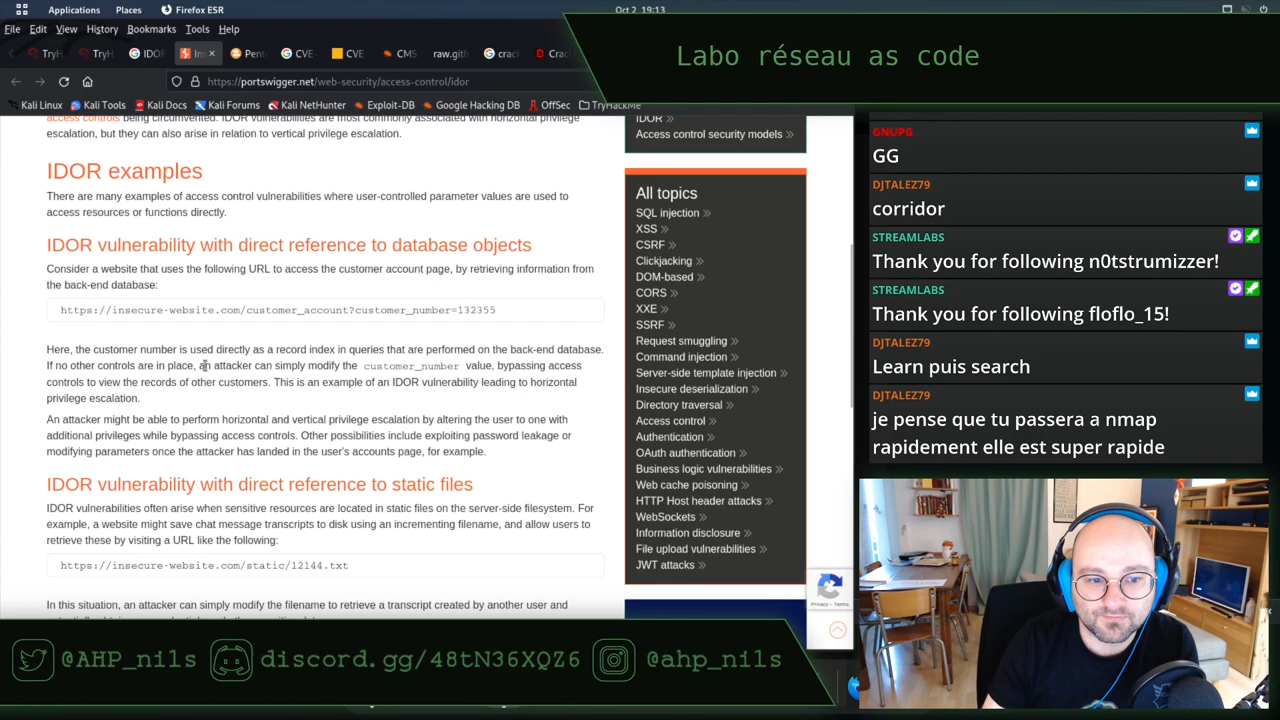 Applications Places Firefox ESR Oct 2 19:13
File Edit View History Bookmarks Tools Help
Labo réseau as code
TryH TryH IDOR Ins Pent CVE- CVE CMS raw.gith crack Crac
https://portswigger.net/web-security/access-control/idor
Kali Linux Kali Tools Kali Docs Kali Forums Kali NetHunter Exploit-DB Google Hacking DB OffSec TryHackMe
access controls being circumvented. IDOR vulnerabilities are most commonly associated with horizontal privilege
escalation, but they can also arise in relation to vertical privilege escalation.
IDOR examples
There are many examples of access control vulnerabilities where user-controlled parameter values are used to
access resources or functions directly.
IDOR vulnerability with direct reference to database objects
Consider a website that uses the following URL to access the customer account page, by retrieving information from
the back-end database:
https://insecure-website.com/customer_account?customer_number=132355
Here, the customer number is used directly as a record index in queries that are performed on the back-end database.
If no other controls are in place, an attacker can simply modify the customer_number value, bypassing access
controls to view the records of other customers. This is an example of an IDOR vulnerability leading to horizontal
privilege escalation.
An attacker might be able to perform horizontal and vertical privilege escalation by altering the user to one with
additional privileges while bypassing access controls. Other possibilities include exploiting password leakage or
modifying parameters once the attacker has landed in the user's accounts page, for example.
IDOR vulnerability with direct reference to static files
IDOR vulnerabilities often arise when sensitive resources are located in static files on the server-side filesystem. For
example, a website might save chat message transcripts to disk using an incrementing filename, and allow users to
retrieve these by visiting a URL like the following:
https://insecure-website.com/static/12144.txt
In this situation, an attacker can simply modify the filename to retrieve a transcript created by another user and
IDOR
Access control security models
All topics
SQL injection
XSS
CSRF
Clickjacking
DOM-based
CORS
XXE
SSRF
Request smuggling
Command injection
Server-side template injection
Insecure deserialization
Directory traversal
Access control
Authentication
OAuth authentication
Business logic vulnerabilities
Web cache poisoning
HTTP Host header attacks
WebSockets
Information disclosure
File upload vulnerabilities
JWT attacks
Privacy - Terms
GNUPG
GG
DJTALEZ79
corridor
STREAMLABS
Thank you for following n0tstrumizzer!
STREAMLABS
Thank you for following floflo_15!
DJTALEZ79
Learn puis search
DJTALEZ79
je pense que tu passera a nmap
rapidement elle est super rapide
@AHP_nils discord.gg/48tN36XQZ6 @ahp_nils